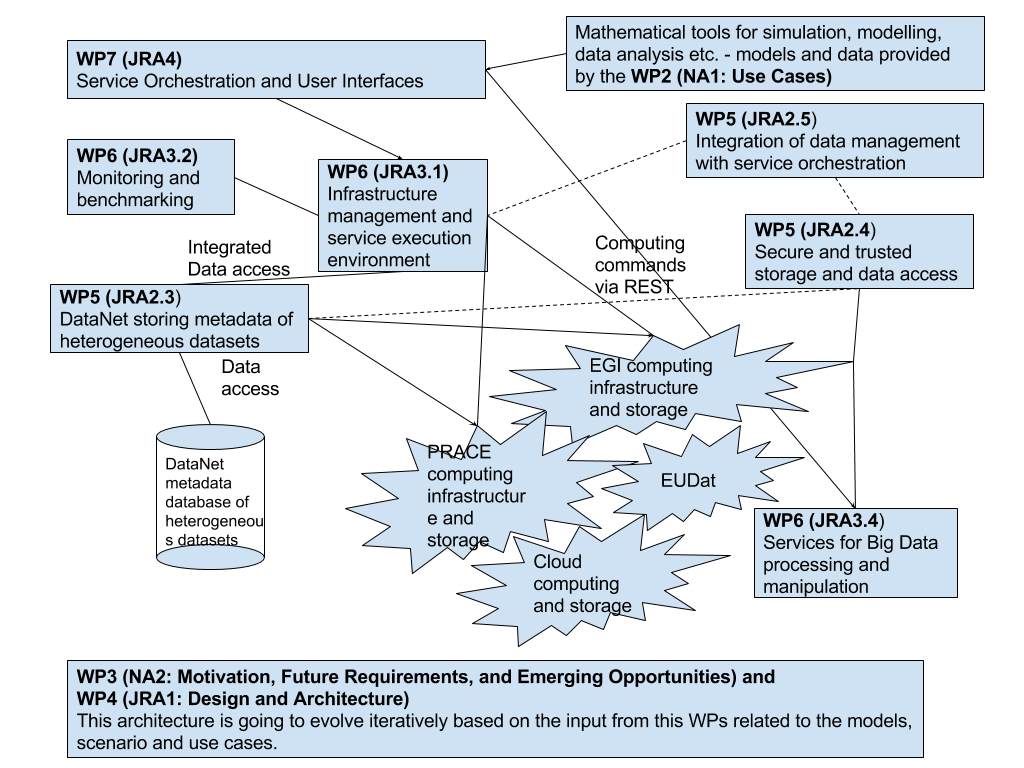 WP7 (JRA4)
Service Orchestration and User Interfaces
Mathematical tools for simulation, modelling,
data analysis etc. - models and data provided
by the WP2 (NA1: Use Cases)
WP5 (JRA2.5)
Integration of data management
with service orchestration
WP6 (JRA3.2)
Monitoring and
benchmarking
WP6 (JRA3.1)
Infrastructure
management and
service execution
environment
WP5 (JRA2.4)
Secure and trusted
storage and data access
Integrated
Data access
Computing
commands
via REST
WP5 (JRA2.3)
DataNet storing metadata of
heterogeneous datasets
Data
access
EGI computing
infrastructure
and storage
DataNet
metadata
database of
heterogeneou
s datasets
PRACE
computing
infrastructur
e and
storage
EUDat
WP6 (JRA3.4)
Services for Big Data
processing and
manipulation
Cloud
computing
and storage
WP3 (NA2: Motivation, Future Requirements, and Emerging Opportunities) and
WP4 (JRA1: Design and Architecture)
This architecture is going to evolve iteratively based on the input from this WPs related to the models,
scenario and use cases.